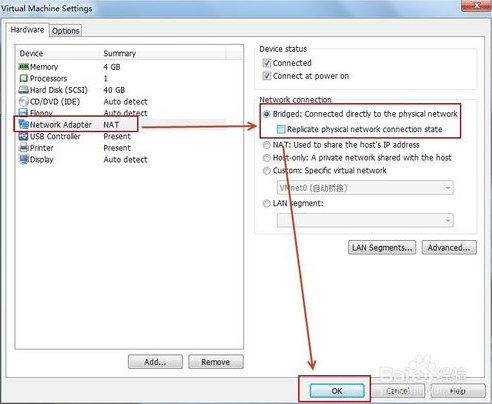 Virtual Machine Settings
Hardware
Options
Device Summary
Memory 4 GB
Processors 1
Hard Disk (SCSI) 40 GB
CD/DVD (IDE) Auto detect
Floppy Auto detect
Network Adapter NAT
USB Controller Present
Printer Present
Display Auto detect
Add...
Remove
Device status
Connected
Connect at power on
Network connection
Bridged: Connected directly to the physical network
Replicate physical network connection state
NAT: Used to share the host's IP address
Host-only: A private network shared with the host
Custom: Specific virtual network
VMnet0 (自动桥接)
LAN segment:
LAN Segments...
Advanced...
OK
Cancel
Help
Baidu 经验